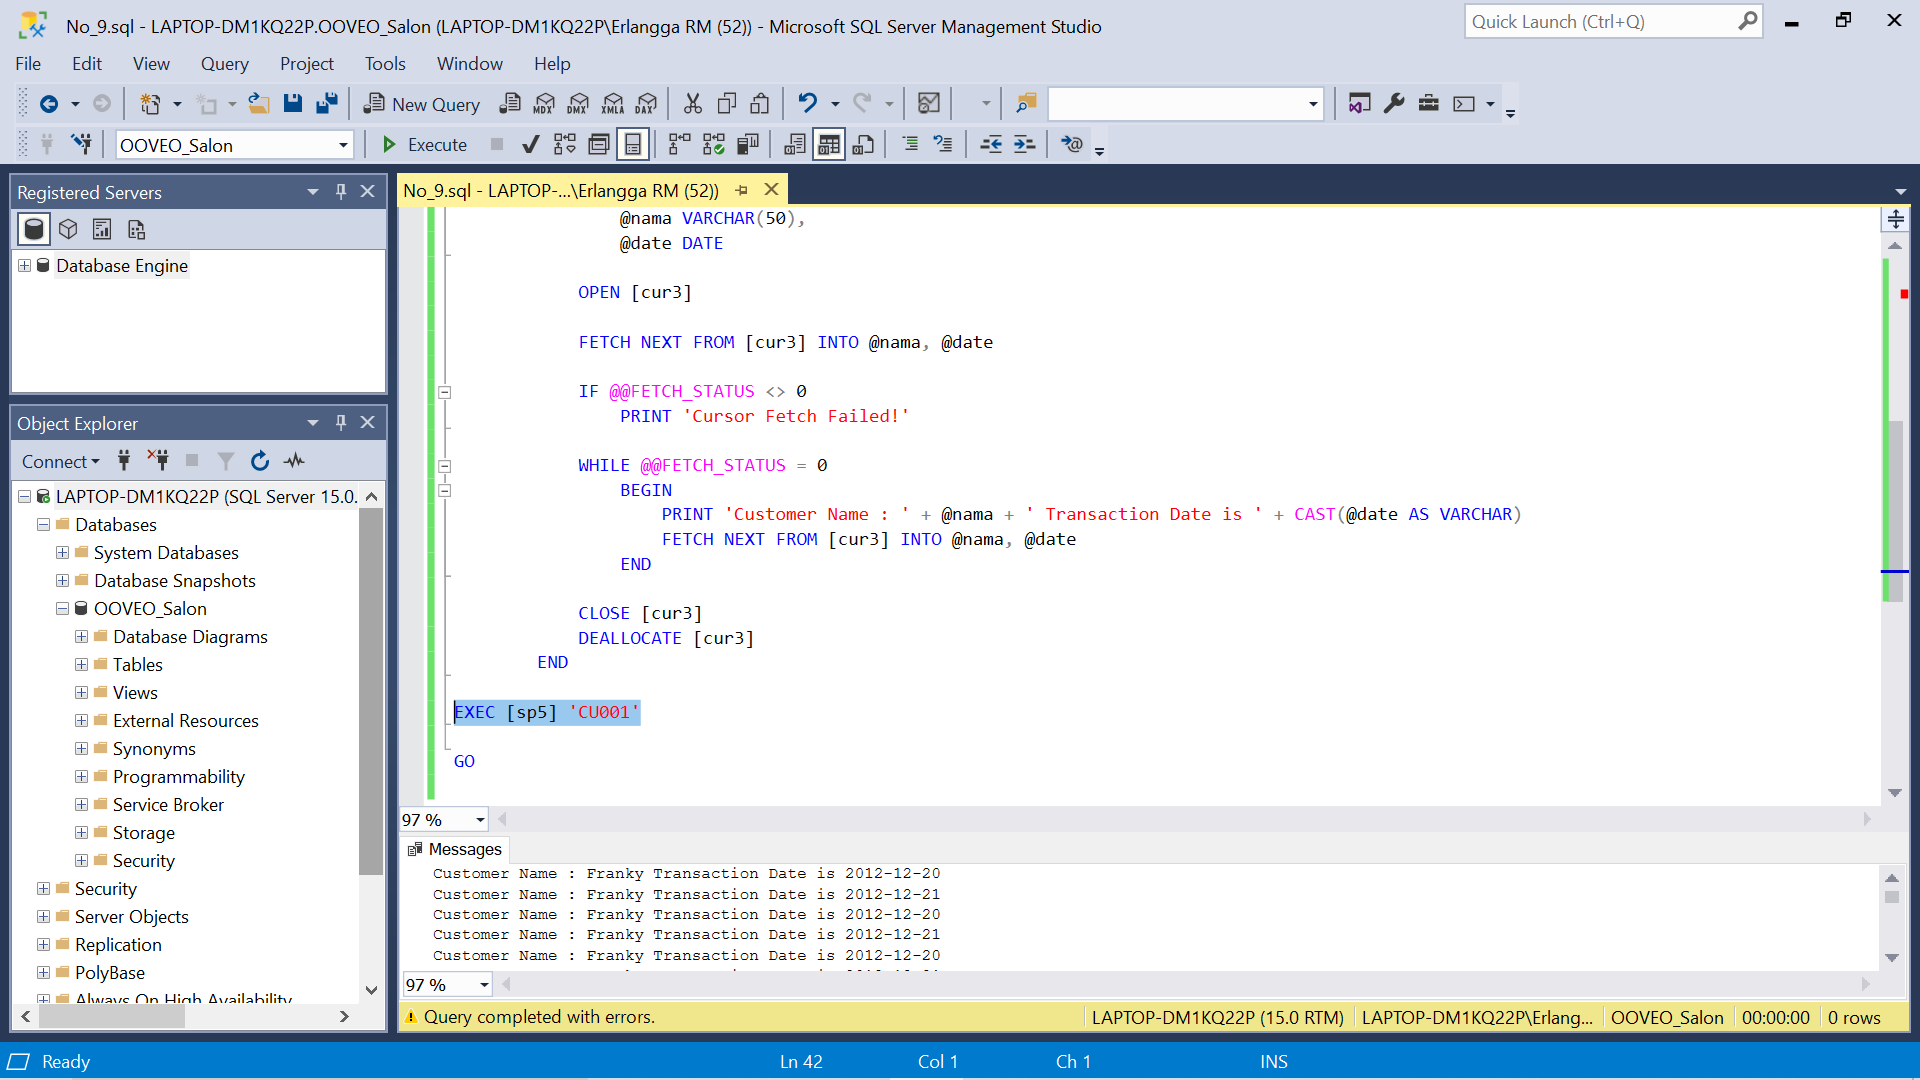 No_9.sql - LAPTOP-DM1KQ22P.OOVEO_Salon (LAPTOP-DM1KQ22P\Erlangga RM (52)) - Microsoft SQL Server Management Studio
Quick Launch (Ctrl+Q)
File Edit View Query Project Tools Window Help
New Query MDX DMX XMLA DAX
OOVEO_Salon Execute
Registered Servers
Database Engine
Object Explorer
Connect
LAPTOP-DM1KQ22P (SQL Server 15.0.
Databases
System Databases
Database Snapshots
OOVEO_Salon
Database Diagrams
Tables
Views
External Resources
Synonyms
Programmability
Service Broker
Storage
Security
Security
Server Objects
Replication
PolyBase
Always On High Availability
No_9.sql - LAPTOP-...\Erlangga RM (52))
@nama VARCHAR(50),
@date DATE
OPEN [cur3]
FETCH NEXT FROM [cur3] INTO @nama, @date
IF @@FETCH_STATUS <> 0
PRINT 'Cursor Fetch Failed!'
WHILE @@FETCH_STATUS = 0
BEGIN
PRINT 'Customer Name : ' + @nama + ' Transaction Date is ' + CAST(@date AS VARCHAR)
FETCH NEXT FROM [cur3] INTO @nama, @date
END
CLOSE [cur3]
DEALLOCATE [cur3]
END
EXEC [sp5] 'CU001'
GO
97 %
Messages
Customer Name : Franky Transaction Date is 2012-12-20
Customer Name : Franky Transaction Date is 2012-12-21
Customer Name : Franky Transaction Date is 2012-12-20
Customer Name : Franky Transaction Date is 2012-12-21
Customer Name : Franky Transaction Date is 2012-12-20
97 %
Query completed with errors. LAPTOP-DM1KQ22P (15.0 RTM) LAPTOP-DM1KQ22P\Erlang... OOVEO_Salon 00:00:00 0 rows
Ready Ln 42 Col 1 Ch 1 INS